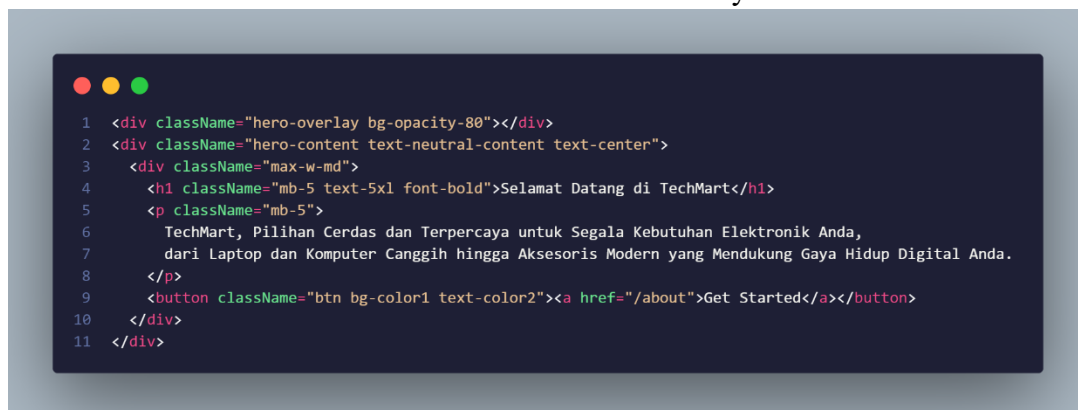 1 <div className="hero-overlay bg-opacity-80"></div>
2 <div className="hero-content text-neutral-content text-center">
3 <div className="max-w-md">
4 <h1 className="mb-5 text-5xl font-bold">Selamat Datang di TechMart</h1>
5 <p className="mb-5">
6 TechMart, Pilihan Cerdas dan Terpercaya untuk Segala Kebutuhan Elektronik Anda,
7 dari Laptop dan Komputer Canggih hingga Aksesoris Modern yang Mendukung Gaya Hidup Digital Anda.
8 </p>
9 <button className="btn bg-color1 text-color2"><a href="/about">Get Started</a></button>
10 </div>
11 </div>